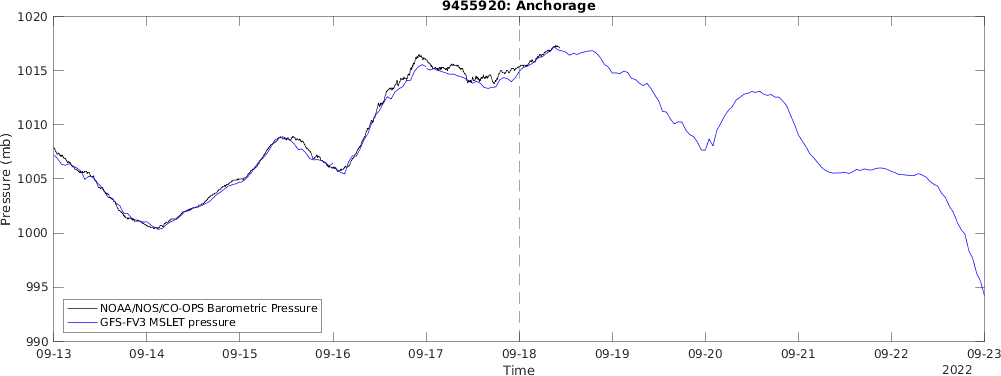 9455920: Anchorage
1020
1015
1010
1005
1000
995
990
Pressure (mb)
NOAA/NOS/CO-OPS Barometric Pressure
GFS-FV3 MSLET pressure
09-13 09-14 09-15 09-16 09-17 09-18 09-19 09-20 09-21 09-22 09-23
Time
2022